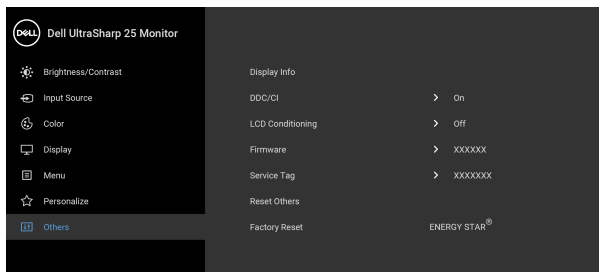 DELL Dell UltraSharp 25 Monitor
Brightness/Contrast
Input Source
Color
Display
Menu
Personalize
Others
Display Info
DDC/CI > On
LCD Conditioning > Off
Firmware > XXXXXX
Service Tag > XXXXXXX
Reset Others
Factory Reset ENERGY STAR®